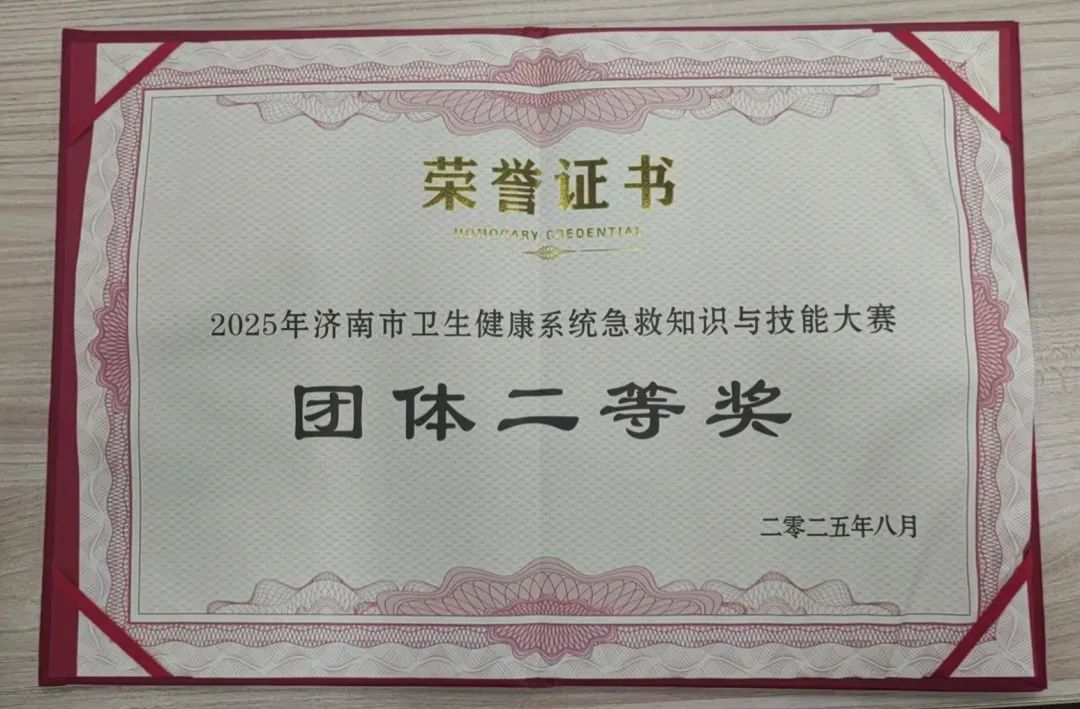 荣誉证书
HONORARY CREDENTIAL
2025年济南市卫生健康系统急救知识与技能大赛
团体二等奖
二零二五年八月